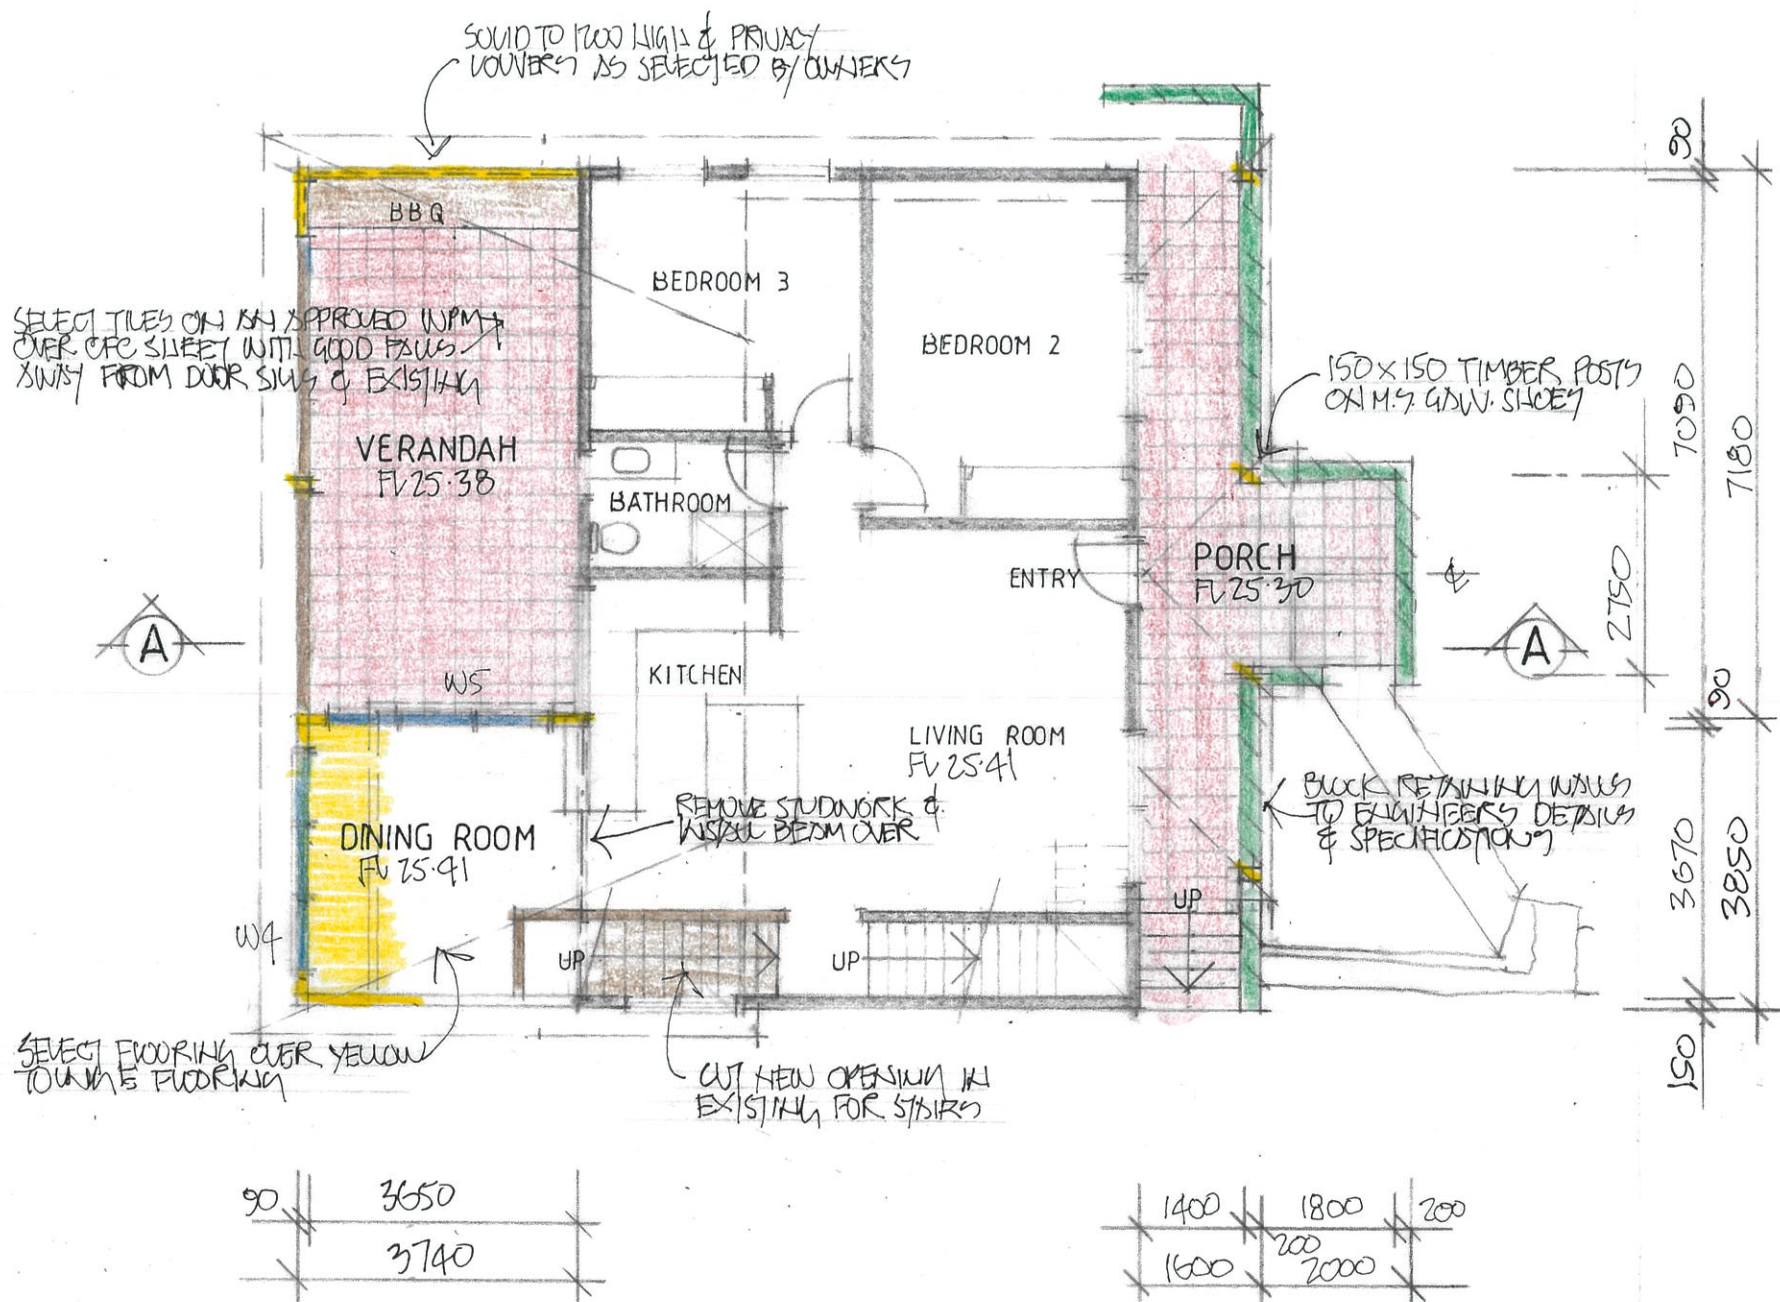 SOLID TO 1200 HIGH & PRIVACY
LOUVERS AS SELECTED BY OWNERS
BBQ
BEDROOM 3
BEDROOM 2
SELECT TILES ON AN APPROVED WPM
OVER CFC SHEET WITH GOOD FALLS
AWAY FROM DOOR SILLS & EXISTING
150 x 150 TIMBER POSTS
ON M.S. GALV. SHOES
VERANDAH
FL 25.38
BATHROOM
ENTRY
PORCH
FL 25.30
A
A
W5
KITCHEN
LIVING ROOM
FL 25.41
REMOVE STUDWORK &
INSTALL BEAM OVER
BLOCK RETAINING WALLS
TO ENGINEERS DETAILS
& SPECIFICATIONS
DINING ROOM
FL 25.41
W4
UP
UP
UP
SELECT FLOORING OVER YELLOW
TONGUE FLOORING
CUT NEW OPENING IN
EXISTING FOR STAIRS
90
7090
7180
2750
90
3670
3850
150
90
3650
3740
1400
1800
200
200
1600
2000